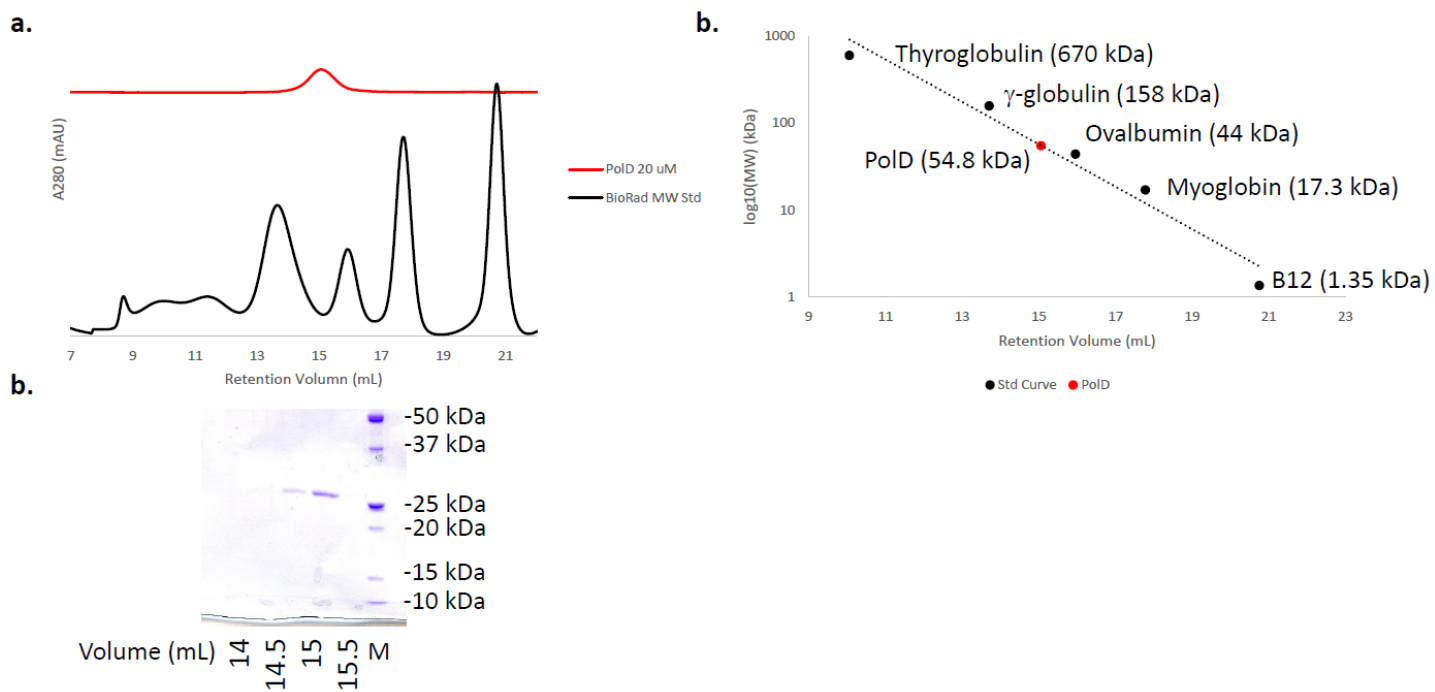 a.
A280 (mAU)
7 9 11 13 15 17 19 21
Retention Volumn (mL)
PolD 20 uM
BioRad MW Std
b.
log10(MW) (kDa)
1000
100
10
1
Thyroglobulin (670 kDa)
γ-globulin (158 kDa)
Ovalbumin (44 kDa)
PolD (54.8 kDa)
Myoglobin (17.3 kDa)
B12 (1.35 kDa)
9 11 13 15 17 19 21 23
Retention Volume (mL)
Std Curve PolD
b.
-50 kDa
-37 kDa
-25 kDa
-20 kDa
-15 kDa
-10 kDa
Volume (mL) 14 14.5 15 15.5 M